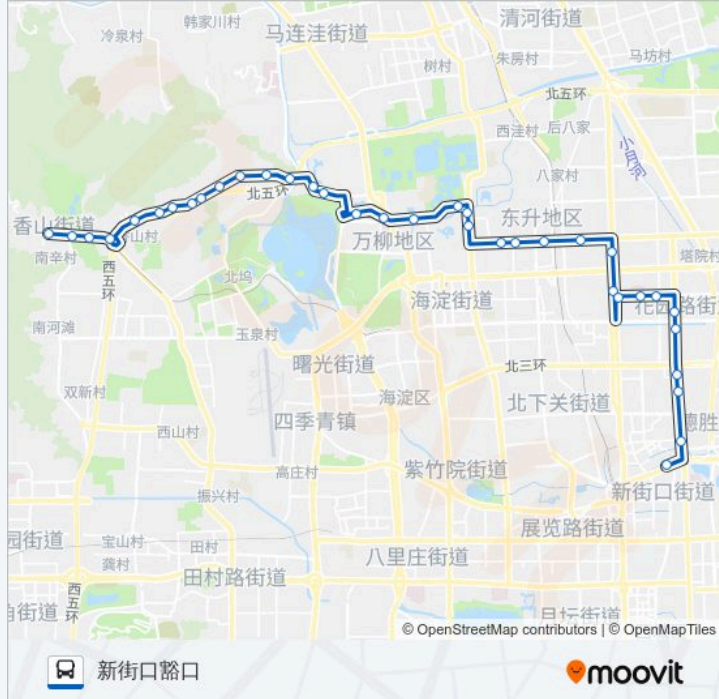 清河街道
韩家川村
马连洼街道
冷泉村
朱房村
马坊村
树村
北五环
西洼村
后八家
小月河
八家村
北五环
香山街道
东升地区
万柳地区
南辛村
塔院村
西五环
北坞
海淀街道
花园路街
南河滩
玉泉村
曙光街道
北三环
双新村
海淀区
北下关街道
四季青镇
德胜
西山村
高庄村
紫竹院街道
新街口街道
振兴村
展览路街道
园街道
宝山村
田村
龚村
八里庄街道
田村路街道
西五环
角街道
月坛街道
© OpenStreetMap contributors | © OpenMapTiles
新街口豁口
moovit